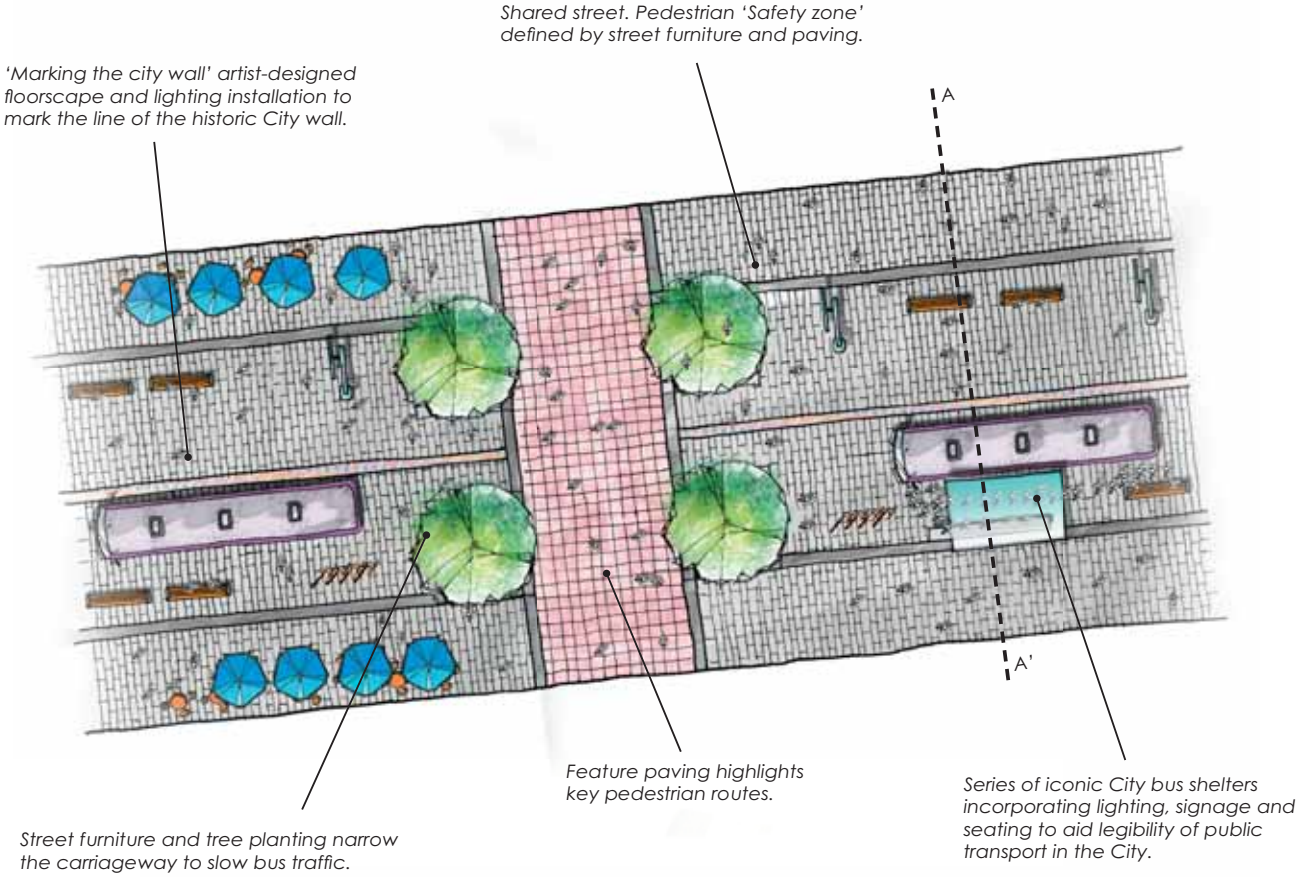 Shared street. Pedestrian ‘Safety zone’
defined by street furniture and paving.
‘Marking the city wall’ artist-designed
floorscape and lighting installation to
mark the line of the historic City wall.
A
A’
Feature paving highlights
key pedestrian routes.
Series of iconic City bus shelters
incorporating lighting, signage and
seating to aid legibility of public
transport in the City.
Street furniture and tree planting narrow
the carriageway to slow bus traffic.